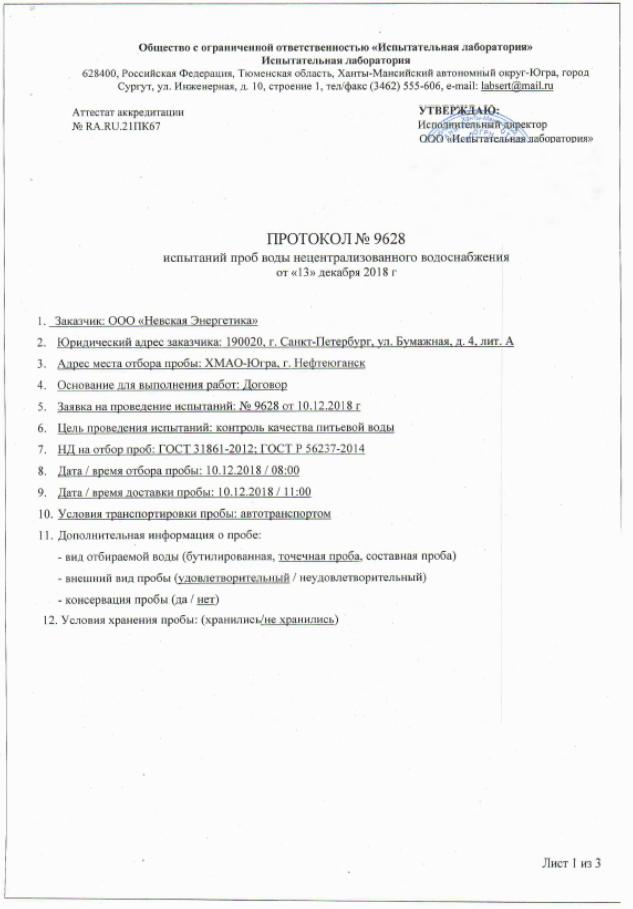 Общество с ограниченной ответственностью «Испытательная лаборатория»
Испытательная лаборатория
628400, Российская Федерация, Тюменская область, Ханты-Мансийский автономный округ-Югра, город
Сургут, ул. Инженерная, д. 10, строение 1, тел/факс (3462) 555-606, e-mail: labsert@mail.ru
Аттестат аккредитации
№ RA.RU.21ПК67
УТВЕРЖДАЮ:
Исполнительный директор
ООО «Испытательная лаборатория»
ПРОТОКОЛ № 9628
испытаний проб воды нецентрализованного водоснабжения
от «13» декабря 2018 г
1. Заказчик: ООО «Невская Энергетика»
2. Юридический адрес заказчика: 190020, г. Санкт-Петербург, ул. Бумажная, д. 4, лит. А
3. Адрес места отбора пробы: ХМАО-Югра, г. Нефтеюганск
4. Основание для выполнения работ: Договор
5. Заявка на проведение испытаний: № 9628 от 10.12.2018 г
6. Цель проведения испытаний: контроль качества питьевой воды
7. НД на отбор проб: ГОСТ 31861-2012; ГОСТ Р 56237-2014
8. Дата / время отбора пробы: 10.12.2018 / 08:00
9. Дата / время доставки пробы: 10.12.2018 / 11:00
10. Условия транспортировки пробы: автотранспортом
11. Дополнительная информация о пробе:
- вид отбираемой воды (бутилированная, точечная проба, составная проба)
- внешний вид пробы (удовлетворительный / неудовлетворительный)
- консервация пробы (да / нет)
12. Условия хранения пробы: (хранились/не хранились)
Лист 1 из 3